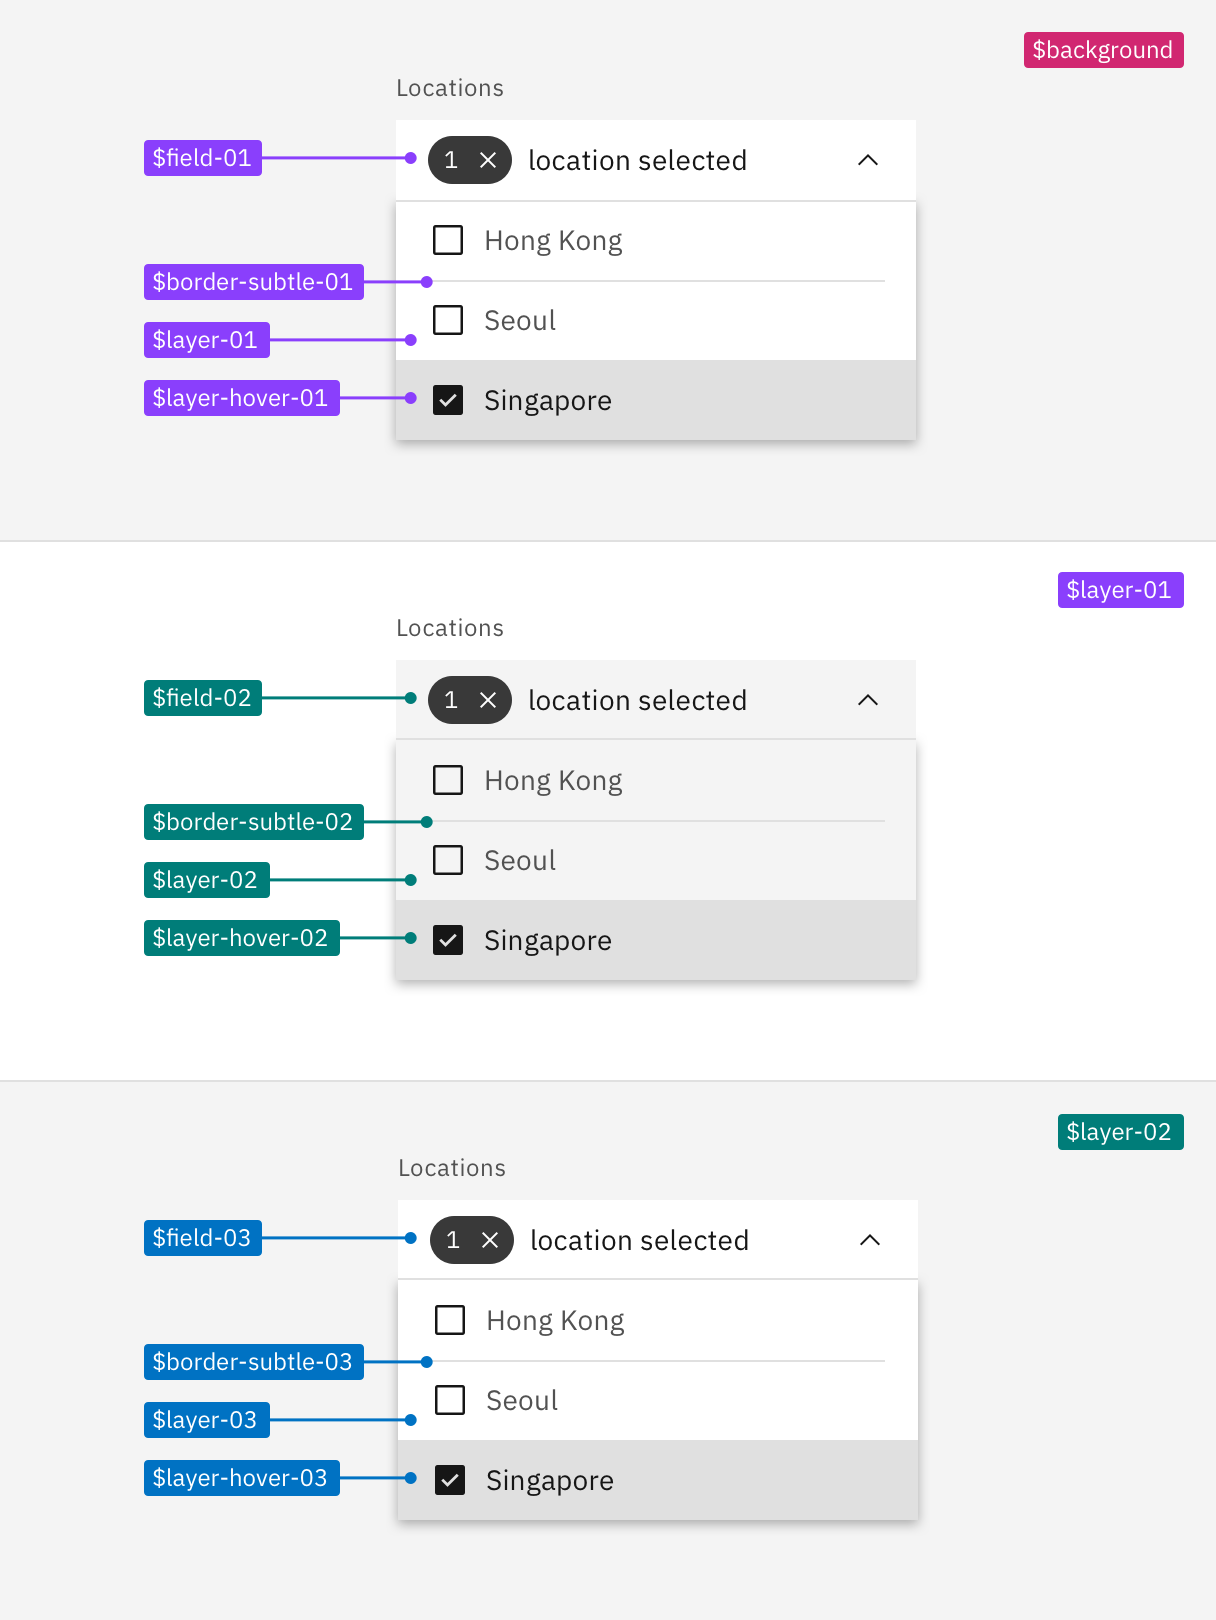 $background
Locations
$field-01
1 location selected
Hong Kong
$border-subtle-01
Seoul
$layer-01
$layer-hover-01
Singapore
$layer-01
Locations
$field-02
1 location selected
Hong Kong
$border-subtle-02
Seoul
$layer-02
$layer-hover-02
Singapore
$layer-02
Locations
$field-03
1 location selected
Hong Kong
$border-subtle-03
Seoul
$layer-03
$layer-hover-03
Singapore